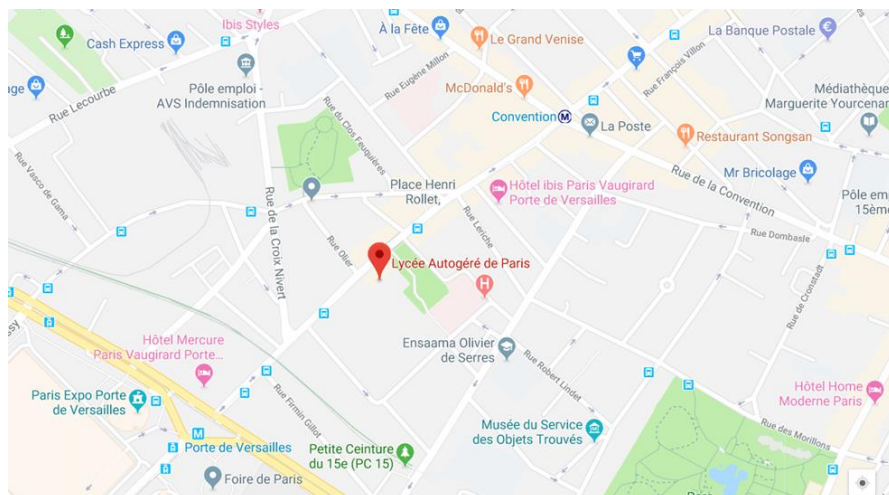 Ibis Styles
Cash Express
À la Fête
Le Grand Venise
La Banque Postale
Rue Eugène Millon
Rue François Villon
Pôle emploi -
AVS Indemnisation
McDonald's
Médiathèque
Marguerite Yourcenar
Rue Lecourbe
Rue du Clos Feuquières
Convention
La Poste
Restaurant Songsan
Rue Vasco de Gama
Mr Bricolage
Place Henri
Rollet,
Hôtel ibis Paris Vaugirard
Porte de Versailles
Rue de la Convention
Pôle em
15èm
Rue de la Croix Nivert
Rue Leriche
Rue Dombasle
Rue Olier
Lycée Autogéré de Paris
H
Rue de Cronstadt
Hôtel Mercure
Paris Vaugirard Porte...
Ensaama Olivier
de Serres
Rue Robert Lindet
Paris Expo Porte
de Versailles
Rue Firmin Gillot
Hôtel Home
Moderne Paris
Musée du Service
des Objets Trouvés
Rue des Morillons
M
Porte de Versailles
Petite Ceinture
du 15e (PC 15)
Foire de Paris